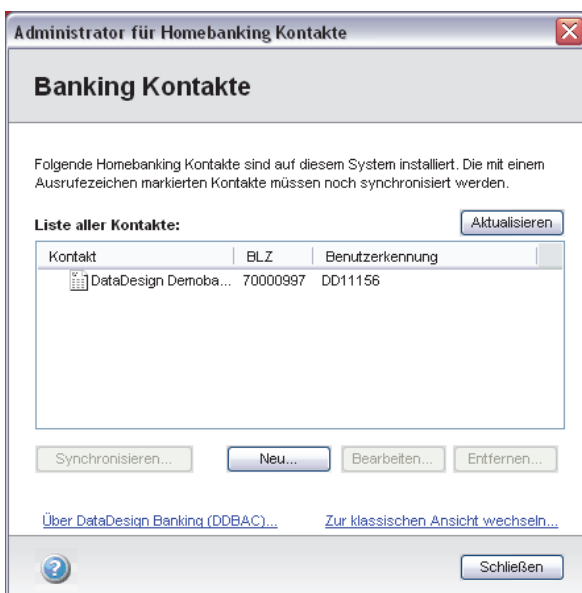 Administrator für Homebanking Kontakte
Banking Kontakte
Folgende Homebanking Kontakte sind auf diesem System installiert. Die mit einem
Ausrufezeichen markierten Kontakte müssen noch synchronisiert werden.
Liste aller Kontakte: Aktualisieren
Kontakt BLZ Benutzerkennung
DataDesign Demoba... 70000997 DD11156
Synchronisieren... Neu... Bearbeiten... Entfernen...
Über DataDesign Banking (DDBAC)... Zur klassischen Ansicht wechseln...
? Schließen